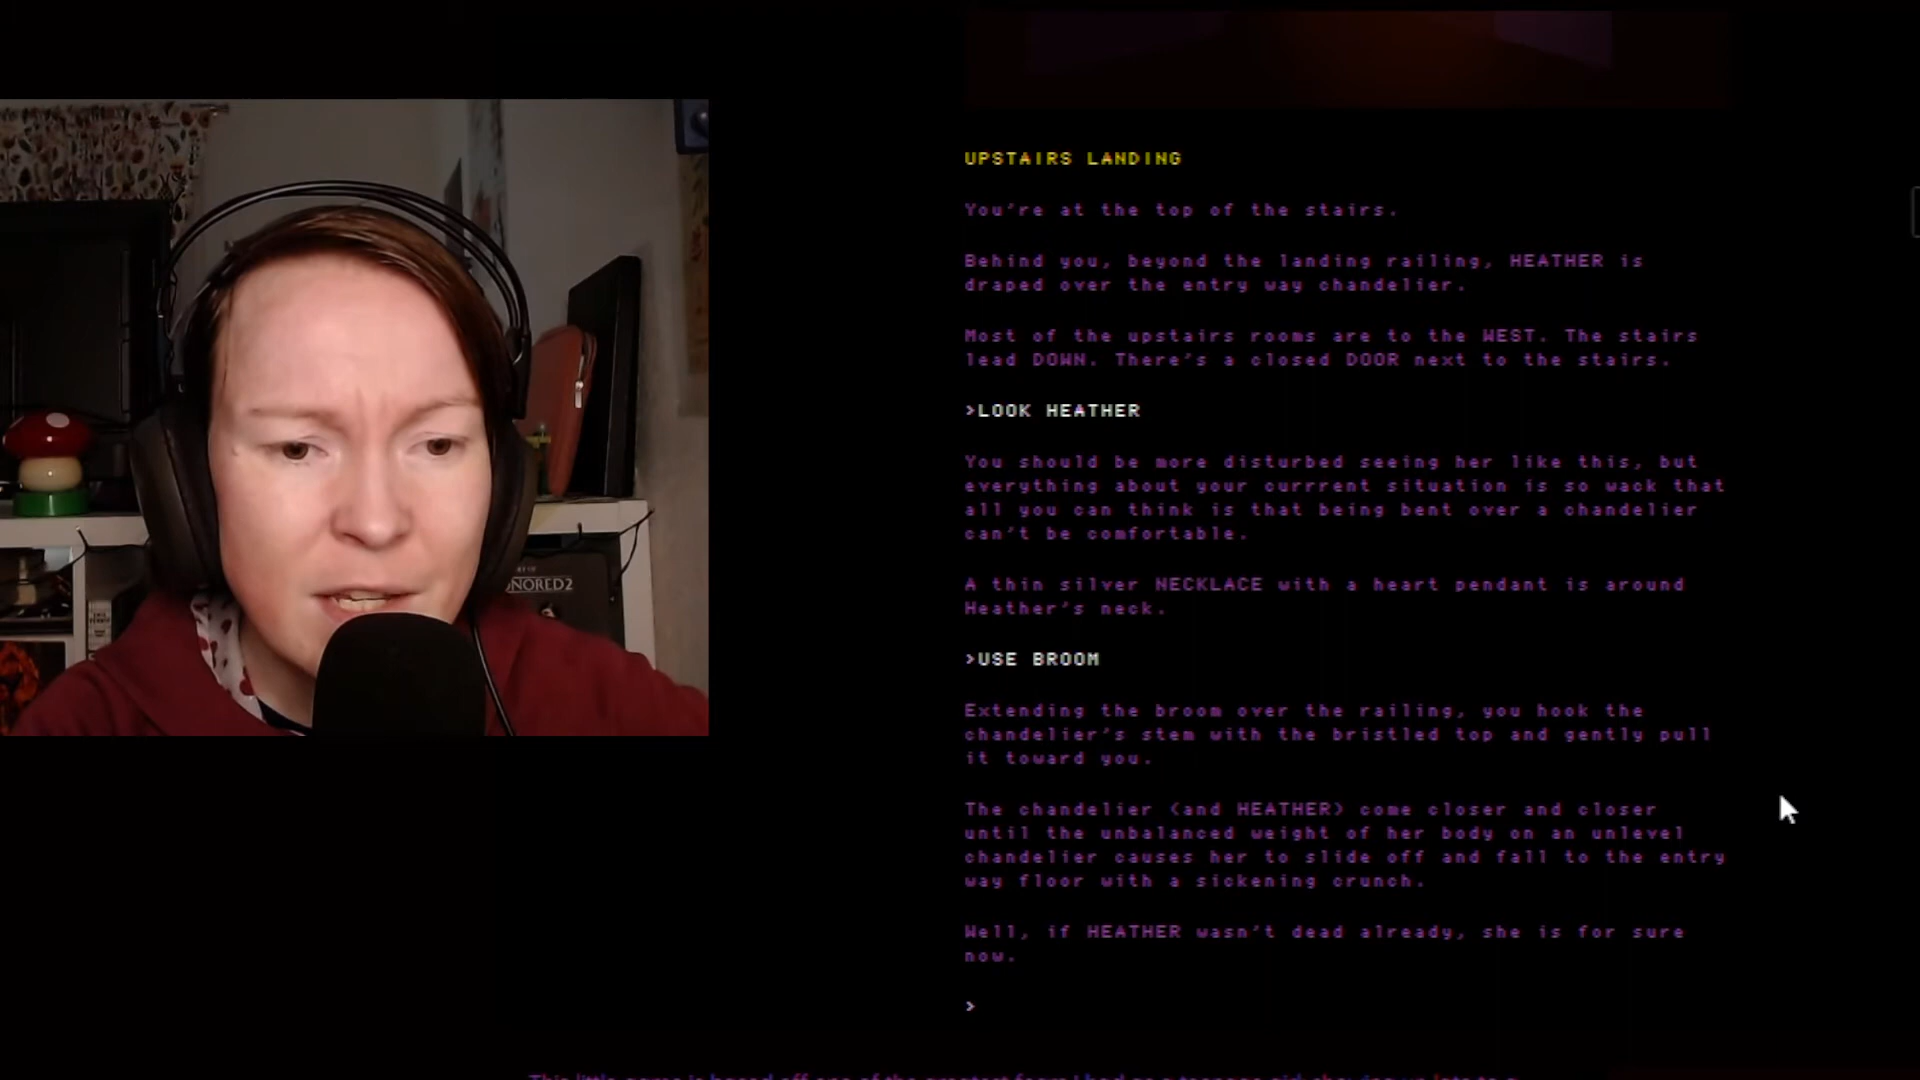 UPSTAIRS LANDING
You're at the top of the stairs.
Behind you, beyond the landing railing, HEATHER is
draped over the entry way chandelier.
Most of the upstairs rooms are to the WEST. The stairs
lead DOWN. There's a closed DOOR next to the stairs.
>LOOK HEATHER
You should be more disturbed seeing her like this, but
everything about your currrent situation is so wack that
all you can think is that being bent over a chandelier
can't be comfortable.
A thin silver NECKLACE with a heart pendant is around
Heather's neck.
>USE BROOM
Extending the broom over the railing, you hook the
chandelier's stem with the bristled top and gently pull
it toward you.
The chandelier (and HEATHER) come closer and closer
until the unbalanced weight of her body on an unlevel
chandelier causes her to slide off and fall to the entry
way floor with a sickening crunch.
Well, if HEATHER wasn't dead already, she is for sure
now.
>
NORED2